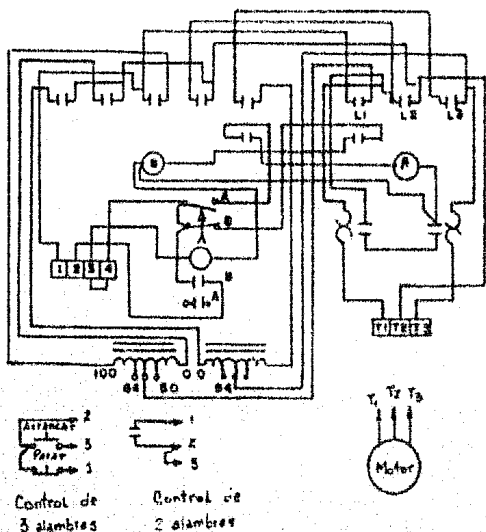 L1 L2 L3
A
B
B
A
1 2 3 4
T1 T2 T3
100 84 50 0 0 84
Arrancar
2
3
Parar
1
1
2
3
Control de
3 alambres
Control de
2 alambres
T1 T2 T3
Motor